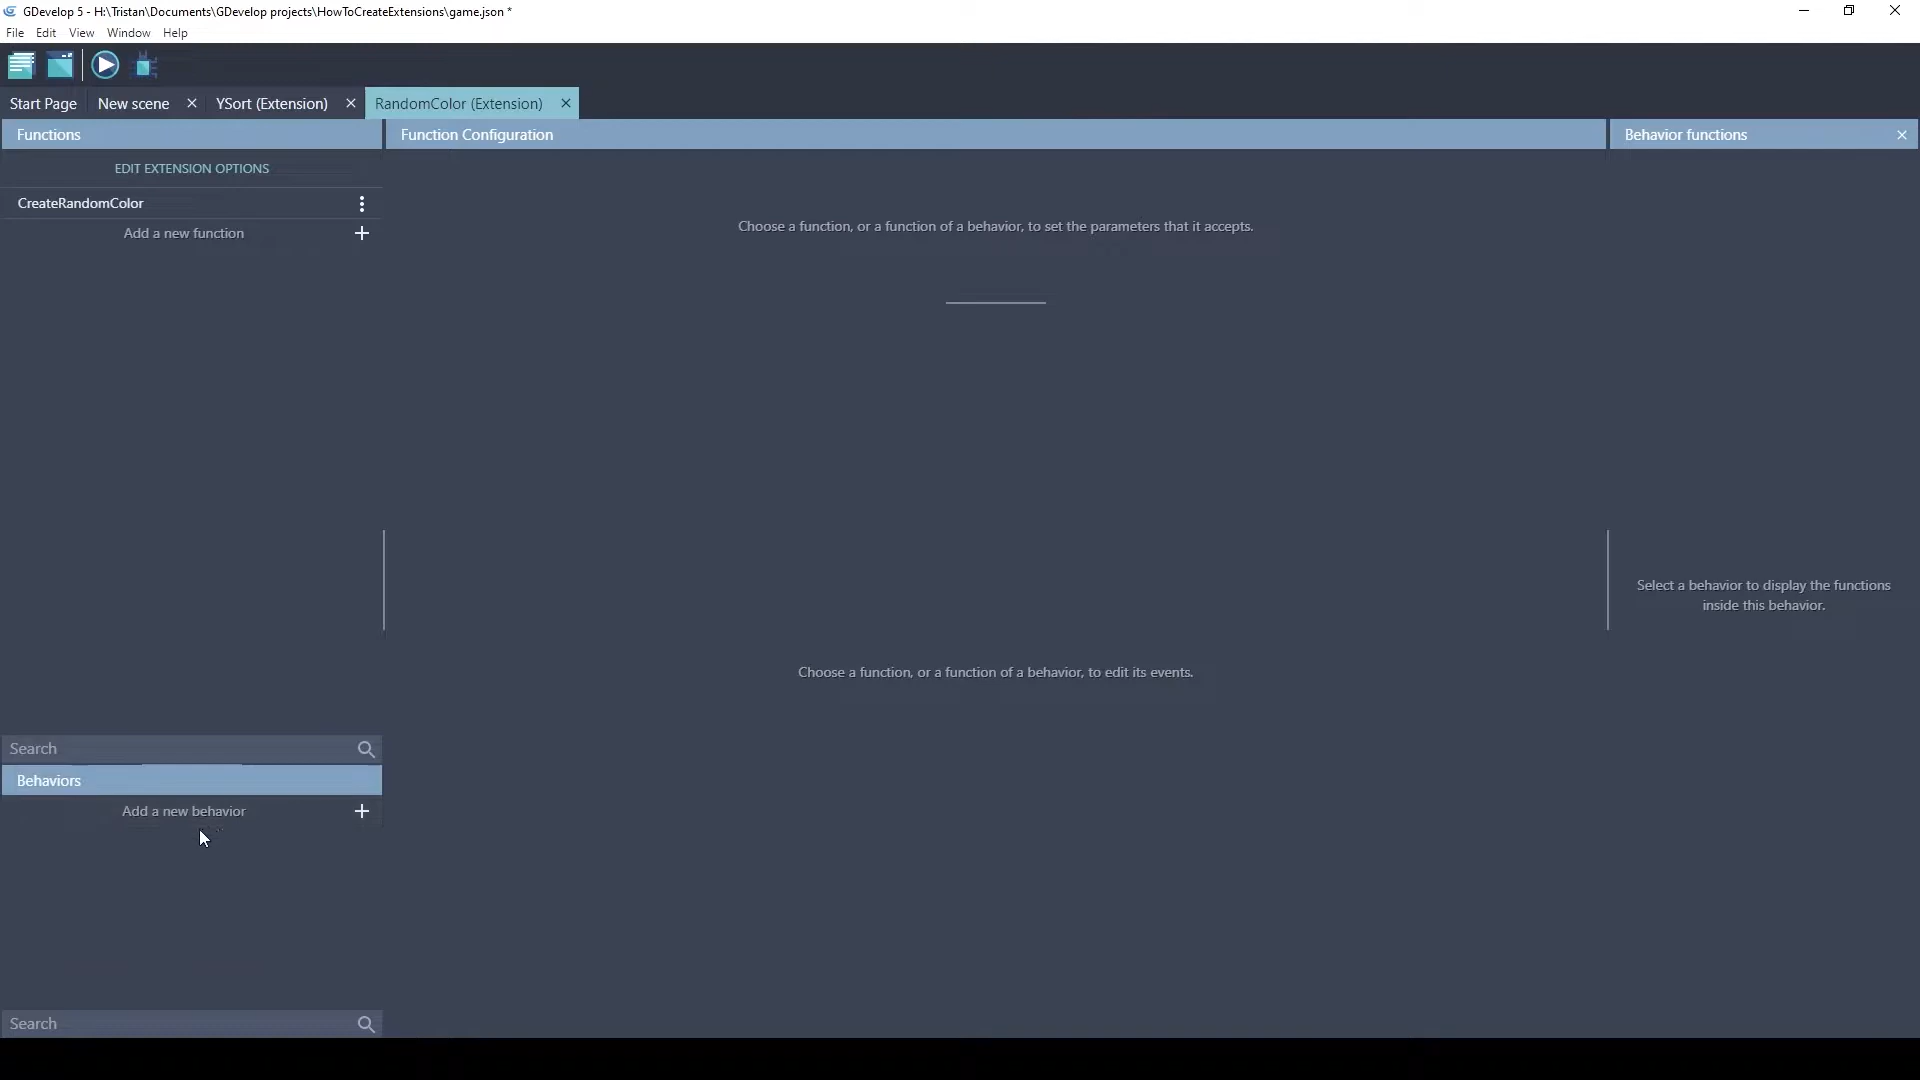 GDevelop 5 - H:\Tristan\Documents\GDevelop projects\HowToCreateExtensions\game.json *
File Edit View Window Help
Start Page New scene YSort (Extension) RandomColor (Extension)
Functions
Function Configuration
Behavior functions
EDIT EXTENSION OPTIONS
CreateRandomColor
Add a new function
Choose a function, or a function of a behavior, to set the parameters that it accepts.
Select a behavior to display the functions
inside this behavior.
Choose a function, or a function of a behavior, to edit its events.
Search
Behaviors
Add a new behavior
Search